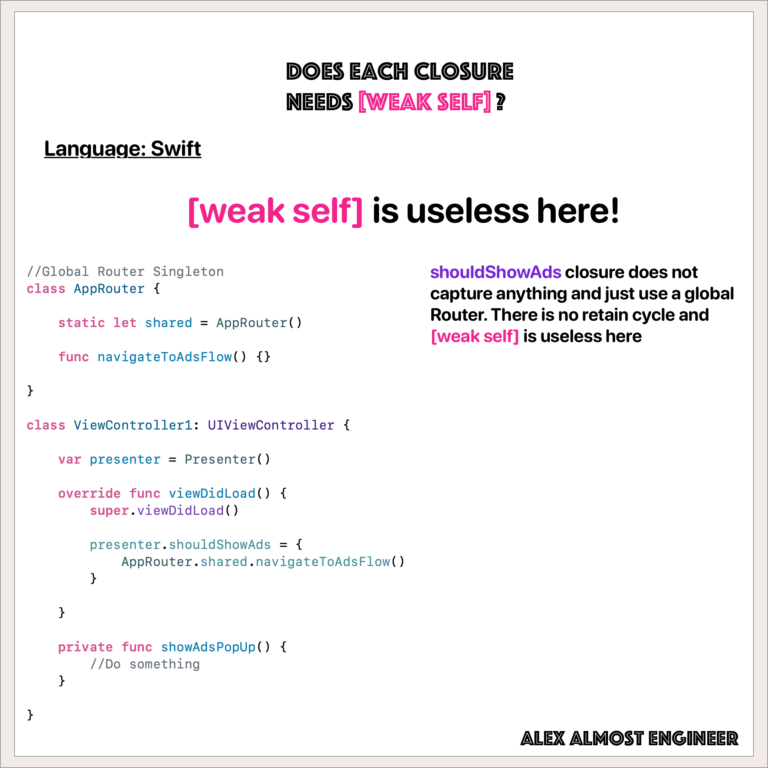 DOES EACH CLOSURE
NEEDS [WEAK SELF] ?
Language: Swift
[weak self] is useless here!
//Global Router Singleton
class AppRouter {
static let shared = AppRouter()
func navigateToAdsFlow() {}
}
class ViewController1: UIViewController {
var presenter = Presenter()
override func viewDidLoad() {
super.viewDidLoad()
presenter.shouldShowAds = {
AppRouter.shared.navigateToAdsFlow()
}
}
private func showAdsPopUp() {
//Do something
}
}
shouldShowAds closure does not
capture anything and just use a global
Router. There is no retain cycle and
[weak self] is useless here
ALEX ALMOST ENGINEER